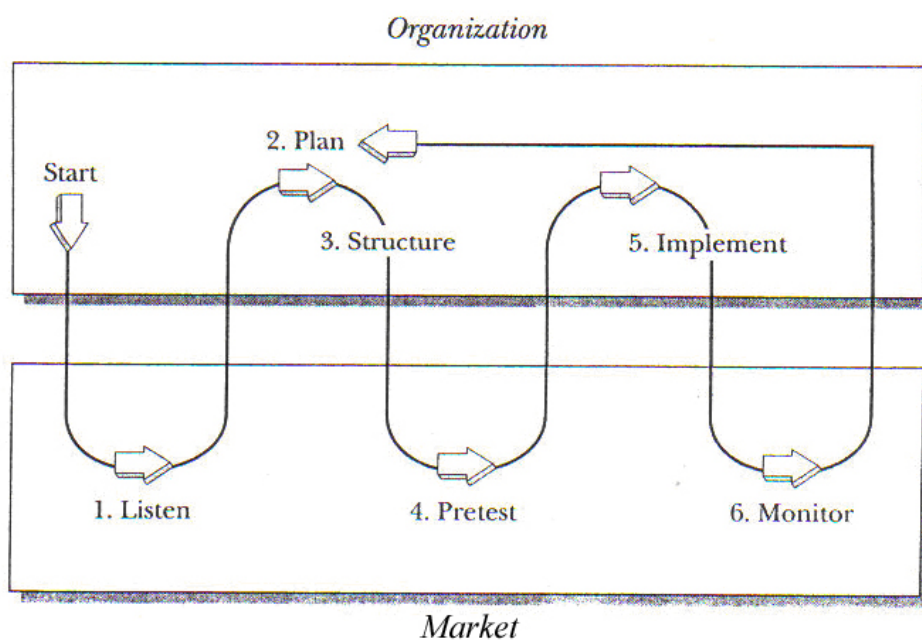 Organization
2. Plan
Start
3. Structure
5. Implement
1. Listen
4. Pretest
6. Monitor
Market